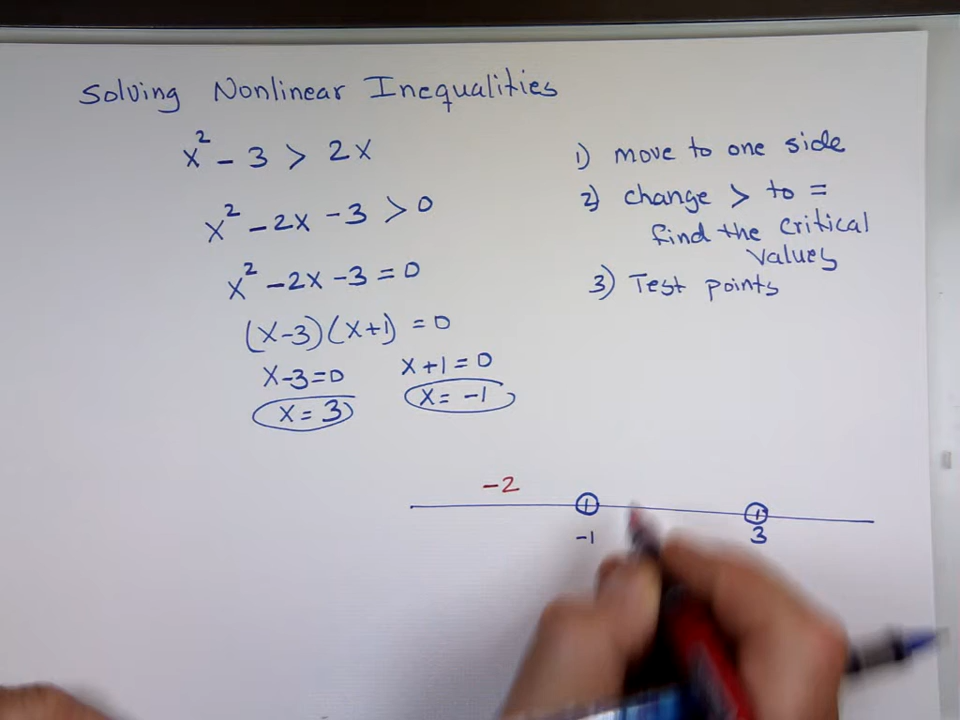 Solving Nonlinear Inequalities
x² - 3 > 2x
x² - 2x - 3 > 0
x² - 2x - 3 = 0
(x-3)(x+1) = 0
x-3=0 x+1=0
x = 3 x = -1
1) move to one side
2) change > to =
find the critical
values
3) Test points
-2
-1 3